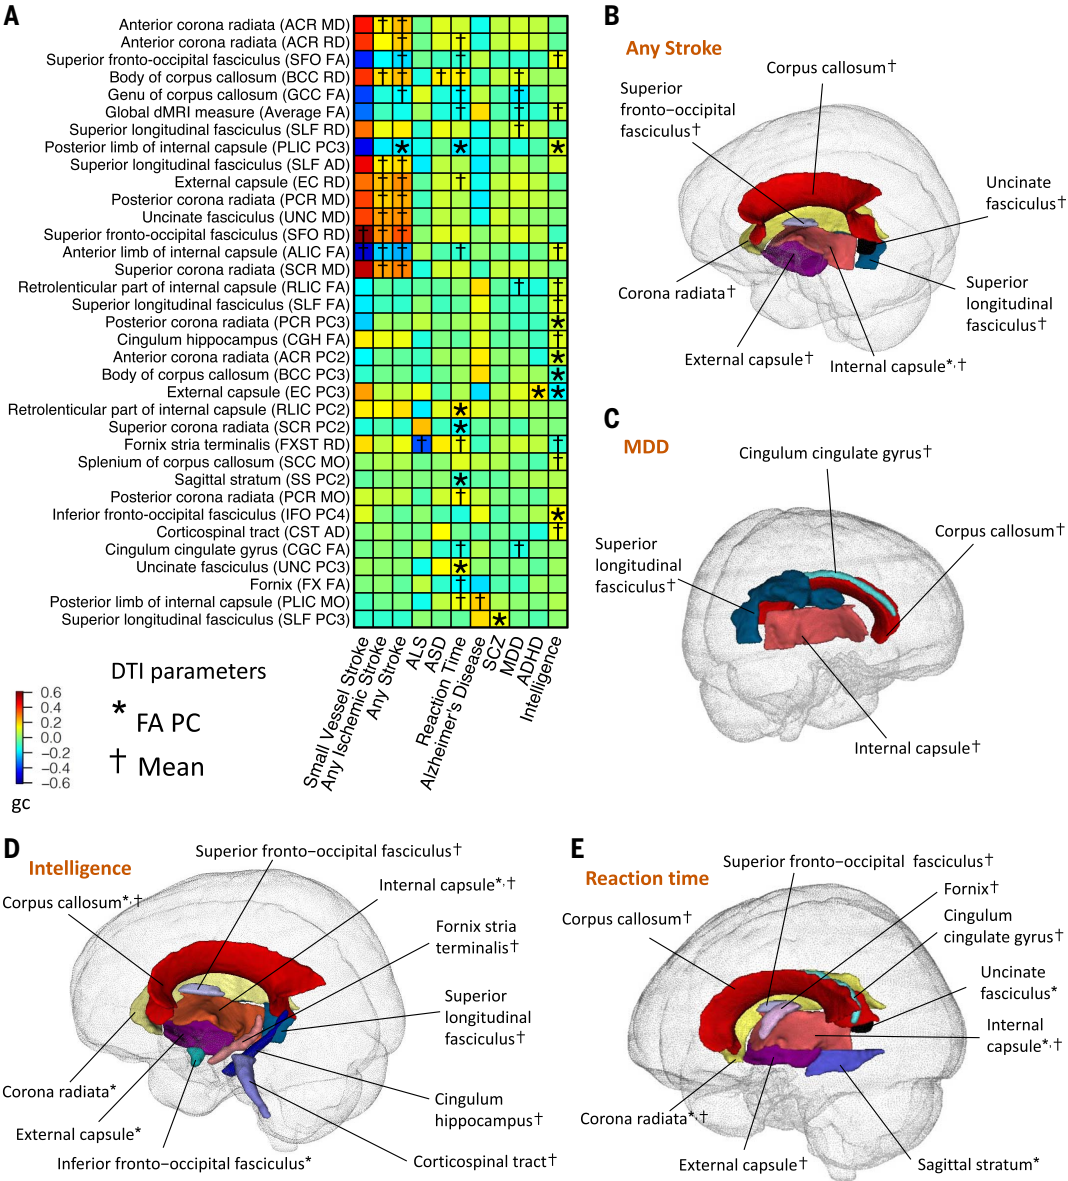 A
Anterior corona radiata (ACR MD)
Anterior corona radiata (ACR RD)
Superior fronto-occipital fasciculus (SFO FA)
Body of corpus callosum (BCC RD)
Genu of corpus callosum (GCC FA)
Global dMRI measure (Average FA)
Superior longitudinal fasciculus (SLF RD)
Posterior limb of internal capsule (PLIC PC3)
Superior longitudinal fasciculus (SLF AD)
External capsule (EC RD)
Posterior corona radiata (PCR MD)
Uncinate fasciculus (UNC MD)
Superior fronto-occipital fasciculus (SFO RD)
Anterior limb of internal capsule (ALIC FA)
Superior corona radiata (SCR MD)
Retrolenticular part of internal capsule (RLIC FA)
Superior longitudinal fasciculus (SLF FA)
Posterior corona radiata (PCR PC3)
Cingulum hippocampus (CGH FA)
Anterior corona radiata (ACR PC2)
Body of corpus callosum (BCC PC3)
External capsule (EC PC3)
Retrolenticular part of internal capsule (RLIC PC2)
Superior corona radiata (SCR PC2)
Fornix stria terminalis (FXST RD)
Splenium of corpus callosum (SCC MO)
Sagittal stratum (SS PC2)
Posterior corona radiata (PCR MO)
Inferior fronto-occipital fasciculus (IFO PC4)
Corticospinal tract (CST AD)
Cingulum cingulate gyrus (CGC FA)
Uncinate fasciculus (UNC PC3)
Fornix (FX FA)
Posterior limb of internal capsule (PLIC MO)
Superior longitudinal fasciculus (SLF PC3)
Small Vessel Stroke
Any Ischemic Stroke
Any Stroke
ALS
ASD
Reaction Time
Alzheimer's Disease
SCZ
MDD
ADHD
Intelligence
DTI parameters
* FA PC
† Mean
0.6
0.4
0.2
0
−0.2
−0.4
−0.6
gc
B
Any Stroke
Corpus callosum†
Superior
fronto−occipital
fasciculus†
Uncinate
fasciculus†
Corona radiata†
Superior
longitudinal
fasciculus†
External capsule†
Internal capsule*,†
C
MDD
Cingulum cingulate gyrus†
Corpus callosum†
Superior
longitudinal
fasciculus†
Internal capsule†
D
Intelligence
Superior fronto−occipital fasciculus†
Internal capsule*,†
Corpus callosum*,†
Fornix stria
terminalis†
Superior
longitudinal
fasciculus†
Corona radiata*
Cingulum
hippocampus†
External capsule*
Inferior fronto−occipital fasciculus*
Corticospinal tract†
E
Reaction time
Superior fronto−occipital fasciculus†
Fornix†
Corpus callosum†
Cingulum
cingulate gyrus†
Uncinate
fasciculus*
Internal
capsule*,†
Corona radiata*,†
External capsule†
Sagittal stratum*